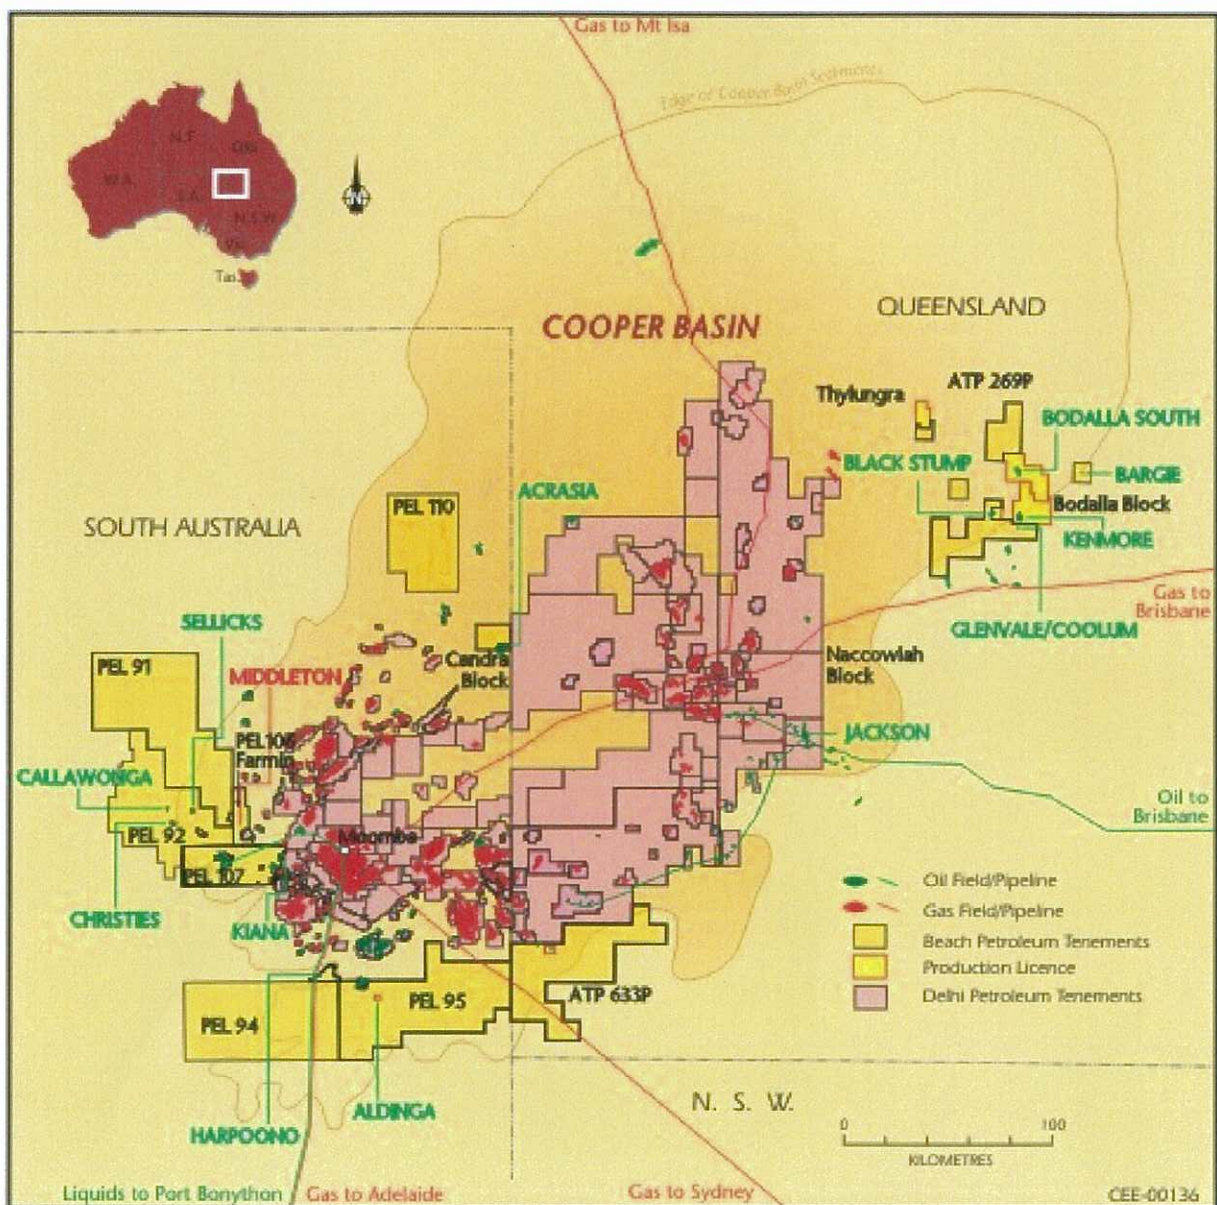 Gas to Mt Isa
Edge of Cooper Basin Sediments
N.T.
Qld.
W.A.
S.A.
N.S.W.
Vic.
Tas.
N
COOPER BASIN
QUEENSLAND
Thylungra
ATP 269P
BODALLA SOUTH
BLACK STUMP
BARGIE
Bodalla Block
KENMORE
ACRASIA
PEL 110
SOUTH AUSTRALIA
Gas to
Brisbane
GLENVALE/COOLUM
SELLICKS
PEL 91
MIDDLETON
Candra
Block
Naccowlah
Block
PEL 106
Farmin
JACKSON
CALLAWONGA
Oil to
Brisbane
PEL 92
Moomba
PEL 107
CHRISTIES
KIANA
Oil Field/Pipeline
Gas Field/Pipeline
Beach Petroleum Tenements
Production Licence
Delhi Petroleum Tenements
PEL 94
PEL 95
ATP 633P
ALDINGA
HARPOONO
N. S. W.
0 100
KILOMETRES
Liquids to Port Bonython
Gas to Adelaide
Gas to Sydney
CEE-00136